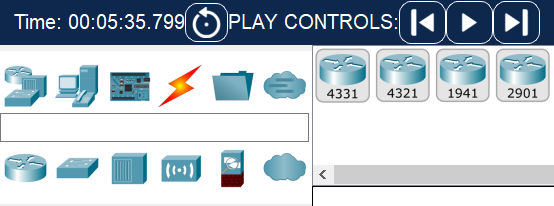 Time: 00:05:35.799 PLAY CONTROLS:
4331 4321 1941 2901